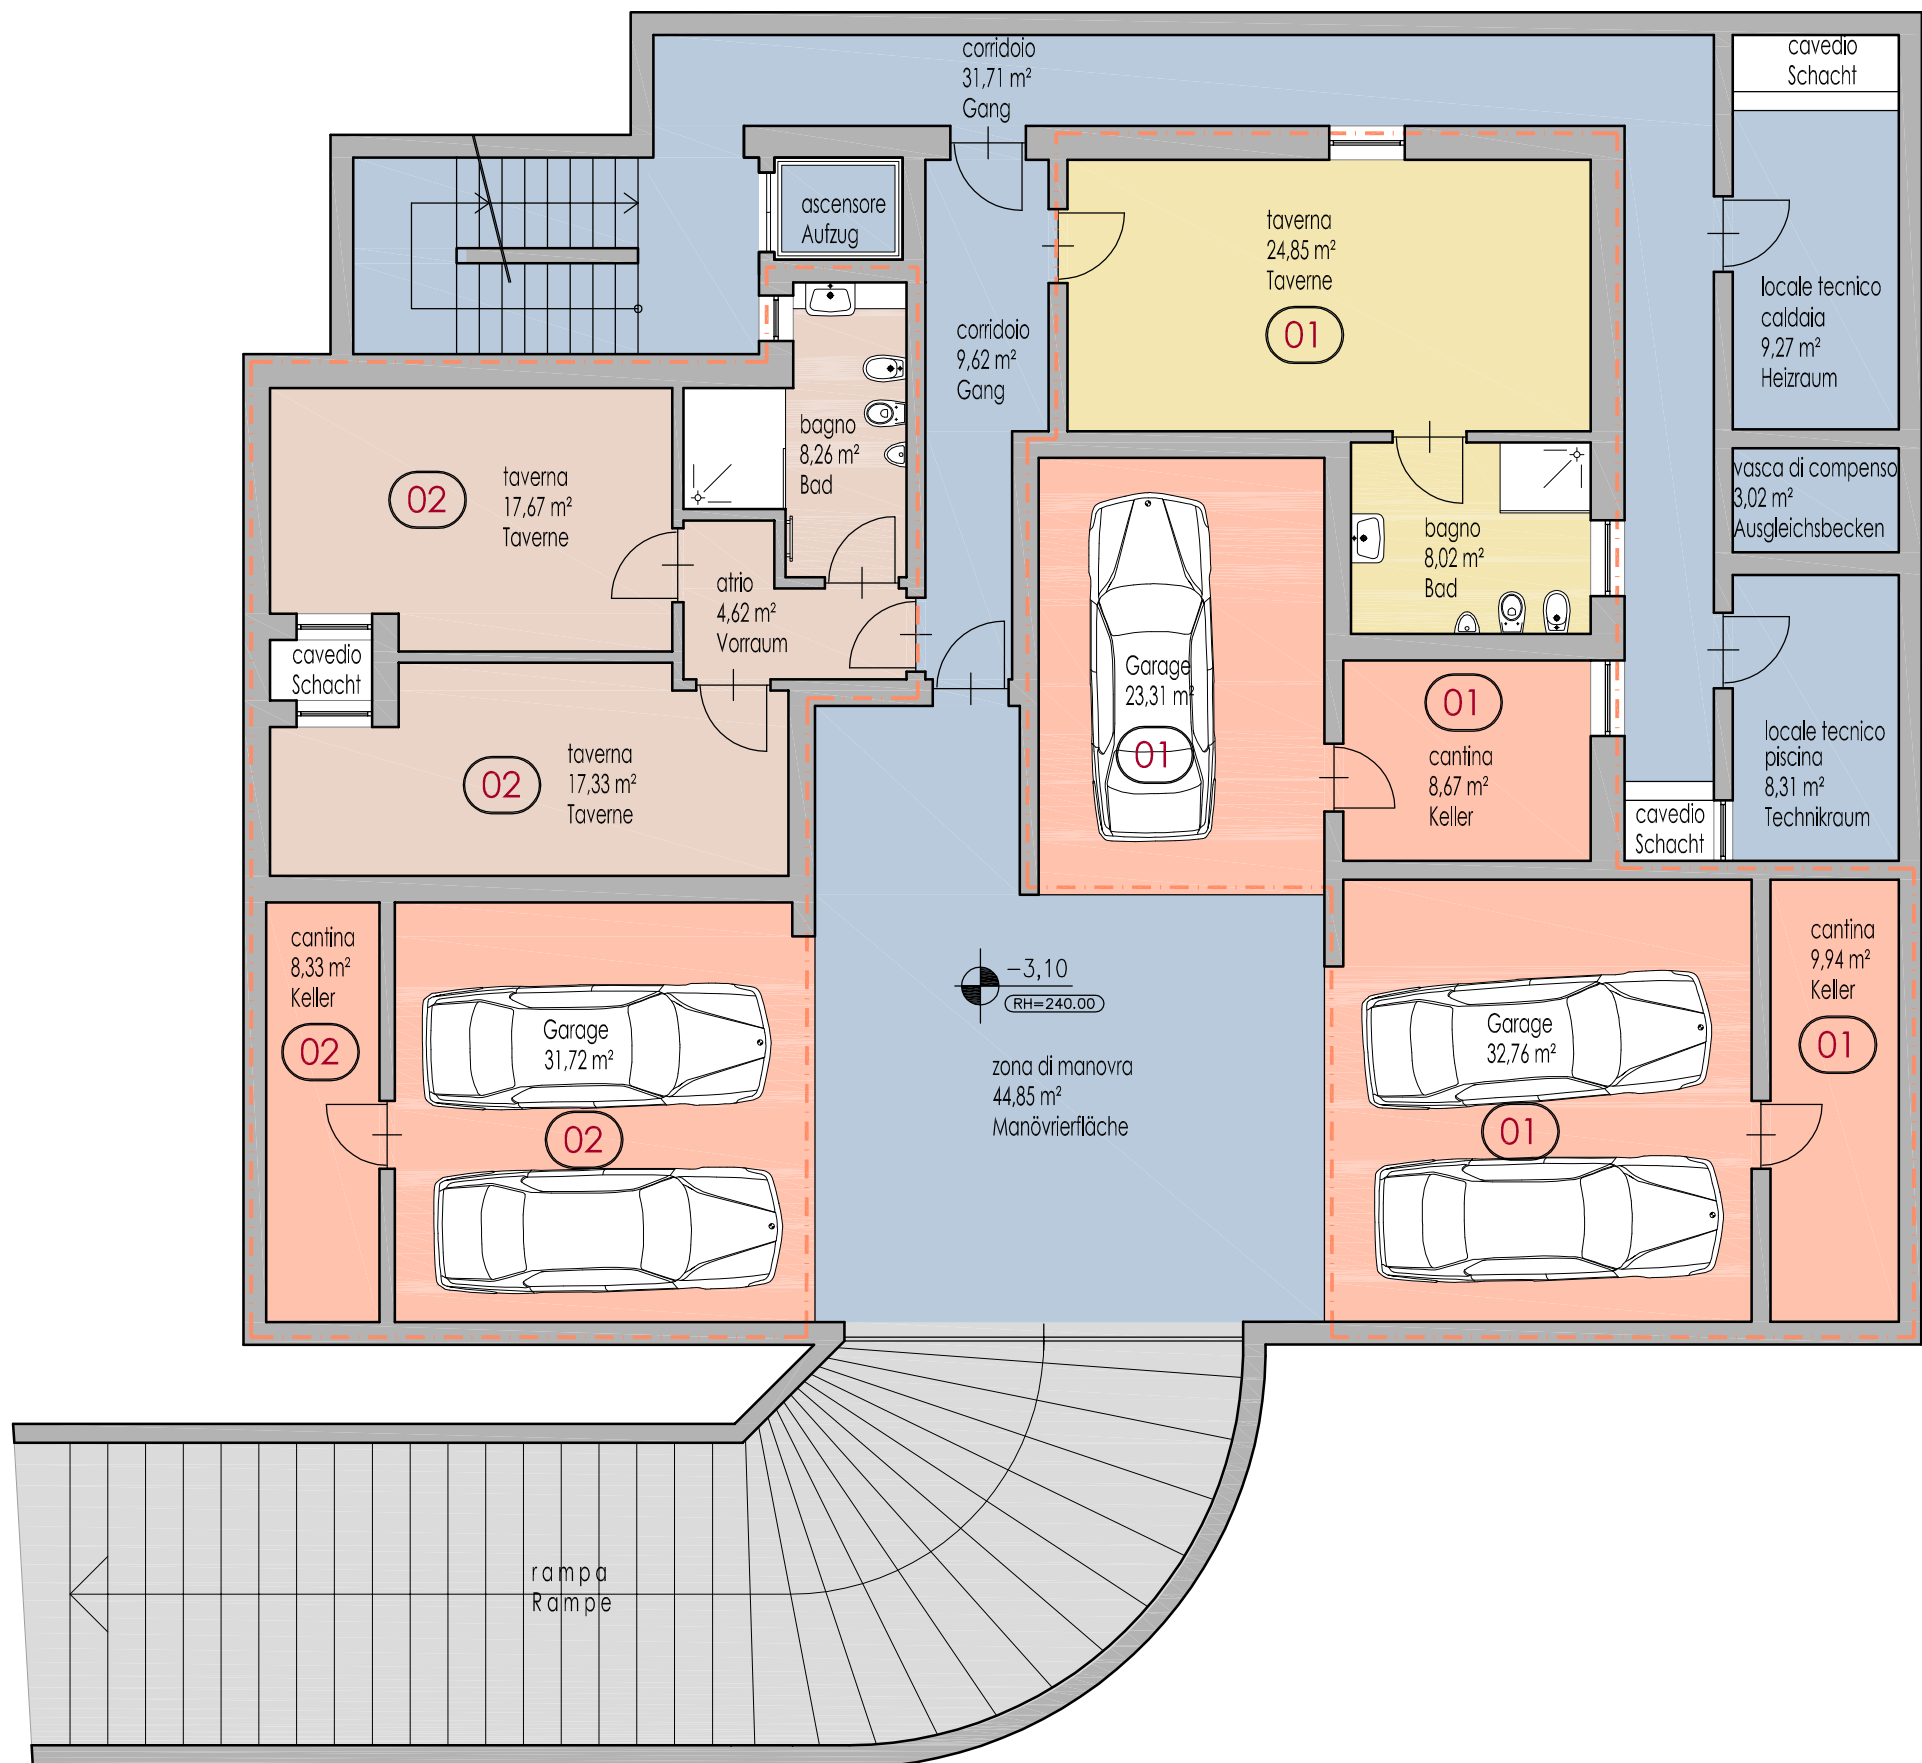 corridoio
31,71 m²
Gang
cavedio
Schacht
ascensore
Aufzug
taverna
24,85 m²
Taverne
01
locale tecnico
caldaia
9,27 m²
Heizraum
corridoio
9,62 m²
Gang
bagno
8,26 m²
Bad
02
taverna
17,67 m²
Taverne
vasca di compenso
3,02 m²
Ausgleichsbecken
bagno
8,02 m²
Bad
atrio
4,62 m²
Vorraum
cavedio
Schacht
Garage
23,31 m²
01
01
cantina
8,67 m²
Keller
locale tecnico
piscina
8,31 m²
Technikraum
02
taverna
17,33 m²
Taverne
cavedio
Schacht
cantina
8,33 m²
Keller
02
Garage
31,72 m²
02
-3,10
RH=240.00
zona di manovra
44,85 m²
Manövrierfläche
Garage
32,76 m²
01
cantina
9,94 m²
Keller
01
rampa
Rampe